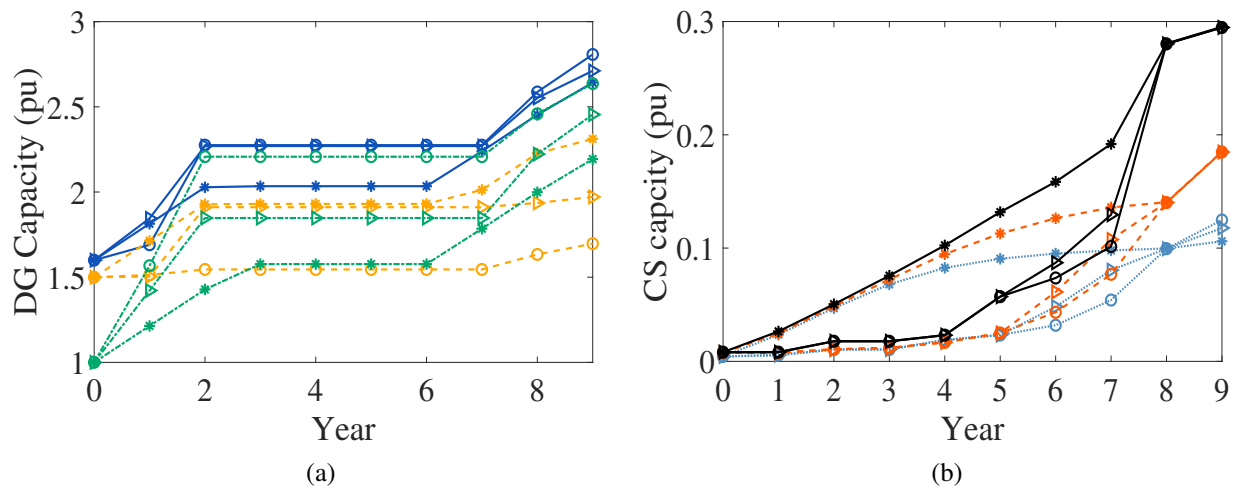 3
2.5
2
1.5
1
DG Capacity (pu)
0 2 4 6 8
Year
(a)
0.3
0.2
0.1
0
CS capcity (pu)
0 1 2 3 4 5 6 7 8 9
Year
(b)